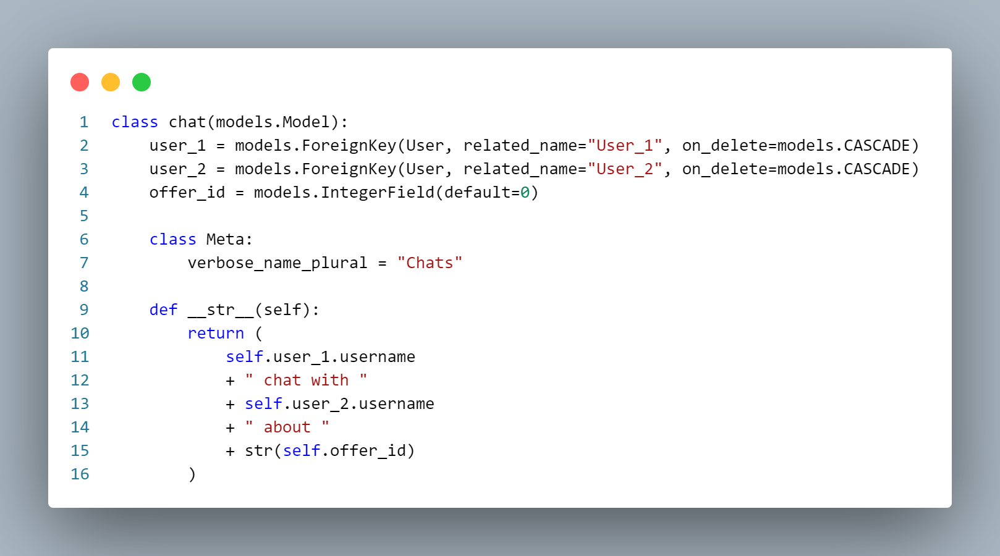 1 class chat(models.Model):
2     user_1 = models.ForeignKey(User, related_name="User_1", on_delete=models.CASCADE)
3     user_2 = models.ForeignKey(User, related_name="User_2", on_delete=models.CASCADE)
4     offer_id = models.IntegerField(default=0)
5
6     class Meta:
7         verbose_name_plural = "Chats"
8
9     def __str__(self):
10         return (
11             self.user_1.username
12             + " chat with "
13             + self.user_2.username
14             + " about "
15             + str(self.offer_id)
16         )